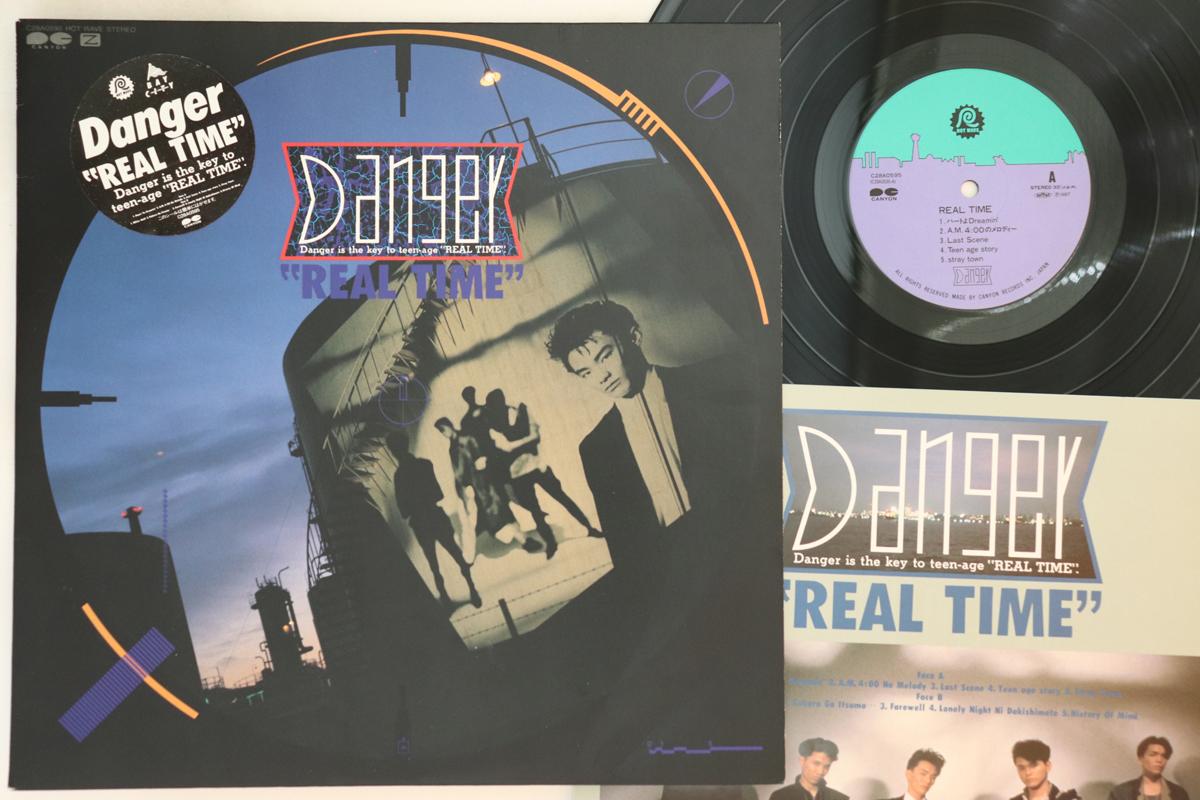 C28A0595 HOT WAVE STEREO
CANYON
HOT WAVE
BAY
C-I-T-Y
Danger
"REAL TIME"
Danger is the key to
teen-age "REAL TIME".
CANYON
Danger
Danger is the key to teen-age "REAL TIME".
"REAL TIME"
HOT WAVE
C28A0595
CANYON
A
STEREO
REAL TIME
1. ハートはDreamin'
2. A.M. 4:00のメロディー
3. Last Scene
4. Teen age story
5. stray town
Danger
ALL RIGHTS RESERVED MADE BY CANYON RECORDS INC. JAPAN
Danger
Danger is the key to teen-age "REAL TIME".
"REAL TIME"
Face A
2. A.M. 4:00 No Melody 3. Last Scene 4. Teen age story 5.
Face B
Itsumo 3. Farewell 4. Lonely Night Ni Dakishimete 5. History Of Mind